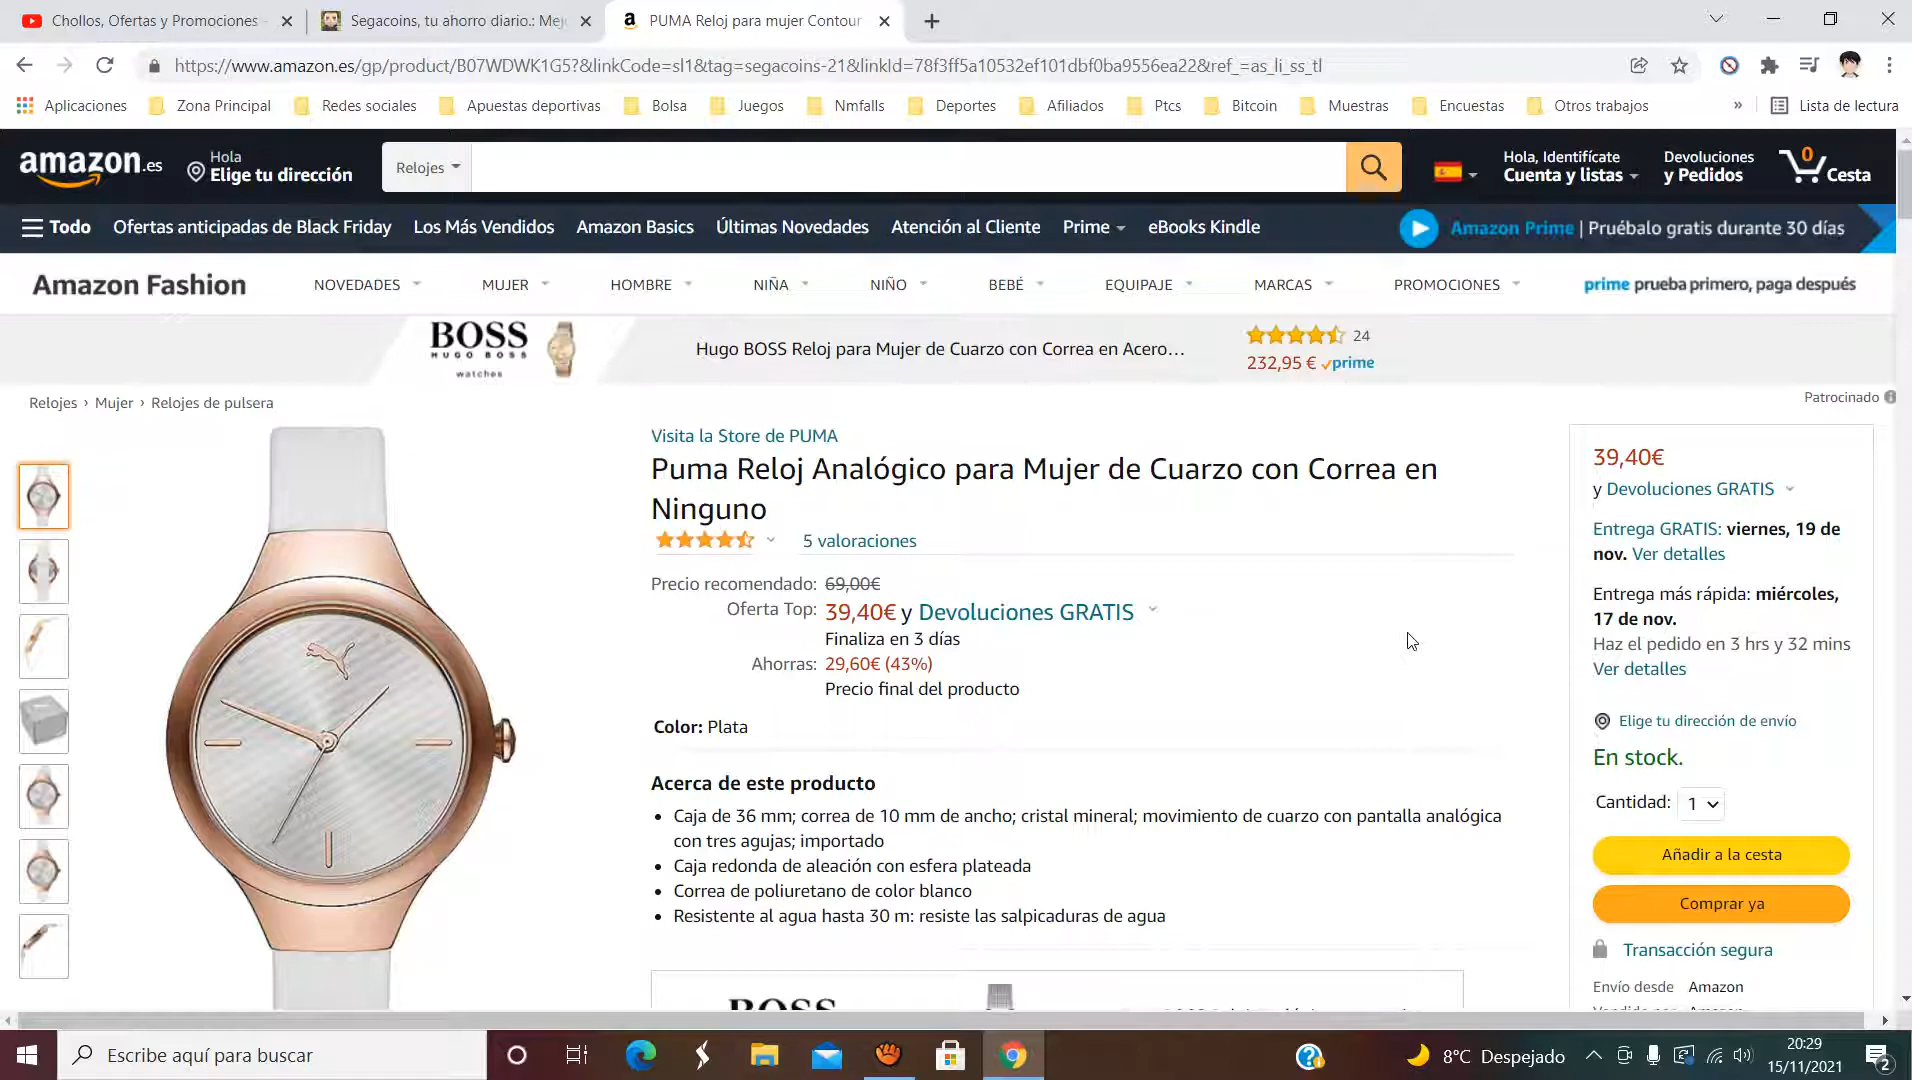 Chollos, Ofertas y Promociones -
Segacoins, tu ahorro diario.: Mej
PUMA Reloj para mujer Contour
https://www.amazon.es/gp/product/B07WDWK1G5?&linkCode=sl1&tag=segacoins-21&linkId=78f3ff5a10532ef101dbf0ba9556ea22&ref_=as_li_ss_tl
Aplicaciones Zona Principal Redes sociales Apuestas deportivas Bolsa Juegos Nmfalls Deportes Afiliados Ptcs Bitcoin Muestras Encuestas Otros trabajos » Lista de lectura
amazon.es
Hola
Elige tu dirección
Relojes
Hola, Identifícate
Cuenta y listas
Devoluciones
y Pedidos
0
Cesta
Todo Ofertas anticipadas de Black Friday Los Más Vendidos Amazon Basics Últimas Novedades Atención al Cliente Prime eBooks Kindle
Amazon Prime | Pruébalo gratis durante 30 días
Amazon Fashion NOVEDADES MUJER HOMBRE NIÑA NIÑO BEBÉ EQUIPAJE MARCAS PROMOCIONES prime prueba primero, paga después
BOSS
HUGO BOSS
watches
Hugo BOSS Reloj para Mujer de Cuarzo con Correa en Acero...
24
232,95 € prime
Relojes › Mujer › Relojes de pulsera
Patrocinado
Visita la Store de PUMA
Puma Reloj Analógico para Mujer de Cuarzo con Correa en
Ninguno
5 valoraciones
Precio recomendado: 69,00€
Oferta Top: 39,40€ y Devoluciones GRATIS
Finaliza en 3 días
Ahorras: 29,60€ (43%)
Precio final del producto
Color: Plata
Acerca de este producto
• Caja de 36 mm; correa de 10 mm de ancho; cristal mineral; movimiento de cuarzo con pantalla analógica
con tres agujas; importado
• Caja redonda de aleación con esfera plateada
• Correa de poliuretano de color blanco
• Resistente al agua hasta 30 m: resiste las salpicaduras de agua
BOSS
39,40€
y Devoluciones GRATIS
Entrega GRATIS: viernes, 19 de
nov. Ver detalles
Entrega más rápida: miércoles,
17 de nov.
Haz el pedido en 3 hrs y 32 mins
Ver detalles
Elige tu dirección de envío
En stock.
Cantidad: 1
Añadir a la cesta
Comprar ya
Transacción segura
Envío desde Amazon
Escribe aquí para buscar
8°C Despejado
20:29
15/11/2021
2